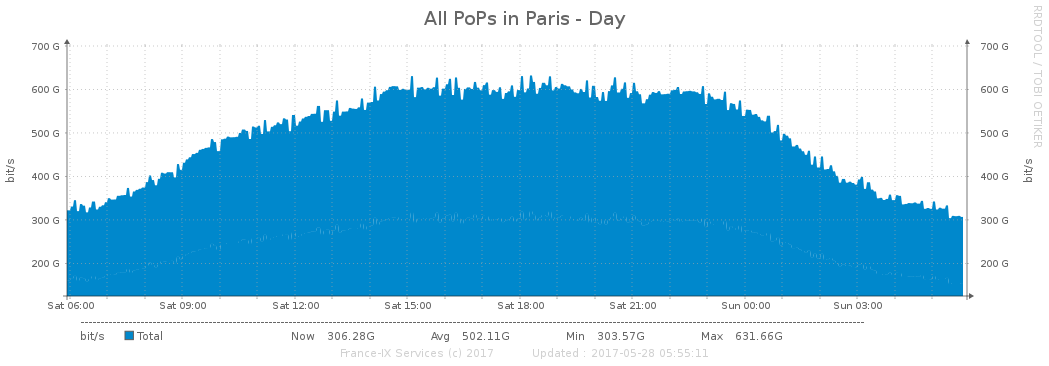 All PoPs in Paris - Day
RRDTOOL / TOBI OETIKER
bit/s
bit/s
700 G 700 G
600 G 600 G
500 G 500 G
400 G 400 G
300 G 300 G
200 G 200 G
Sat 06:00 Sat 09:00 Sat 12:00 Sat 15:00 Sat 18:00 Sat 21:00 Sun 00:00 Sun 03:00
bit/s Total Now 306.28G Avg 502.11G Min 303.57G Max 631.66G
France-IX Services (c) 2017 Updated : 2017-05-28 05:55:11